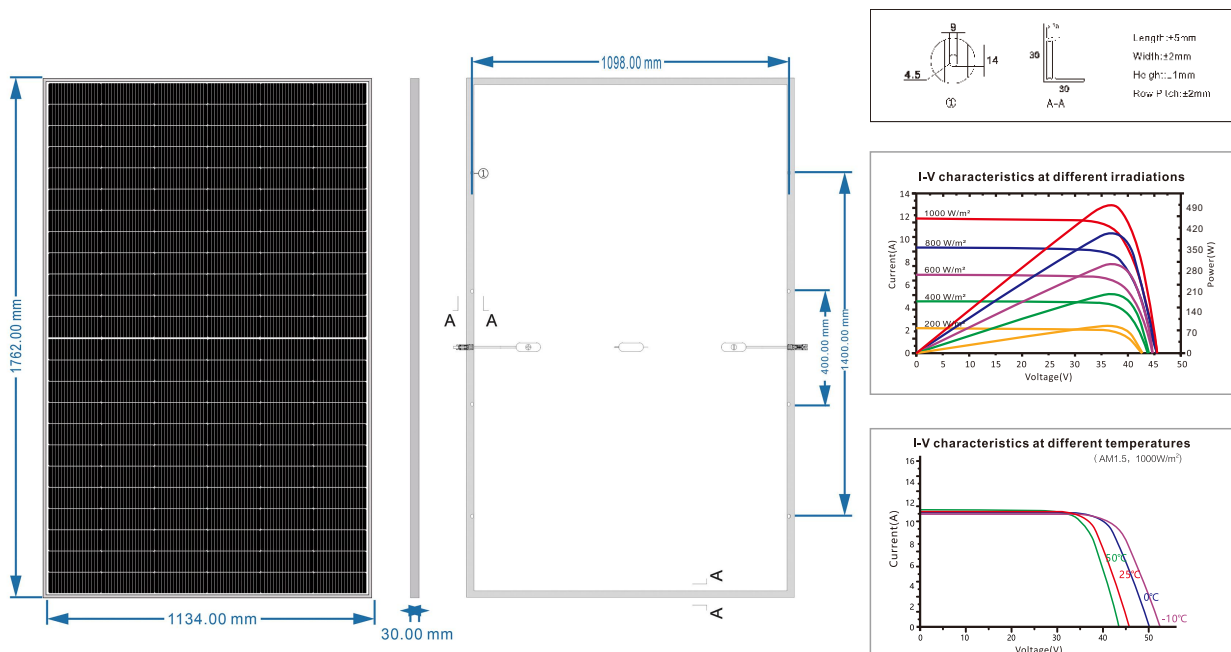 1762.00 mm
1134.00 mm
30.00 mm
1098.00 mm
①
A
A
400.00 mm
1400.00 mm
A
A
9
14
4.5
①
30
30
A-A
Length:±5mm
Width:±2mm
1mm
±2mm
I-V characteristics at different irradiations
Current(A)
14
12
10
8
6
4
2
0
1000 W/m²
800 W/m²
600 W/m²
400 W/m²
200 W/m²
490
420
350
280
210
140
70
0
Power(W)
0 5 10 15 20 25 30 35 40 45 50
Voltage(V)
I-V characteristics at different temperatures
(AM1.5, 1000W/m²)
Current(A)
16
14
12
10
8
6
4
2
0
50℃
25℃
0℃
-10℃
0 10 20 30 40 50
Voltage(V)